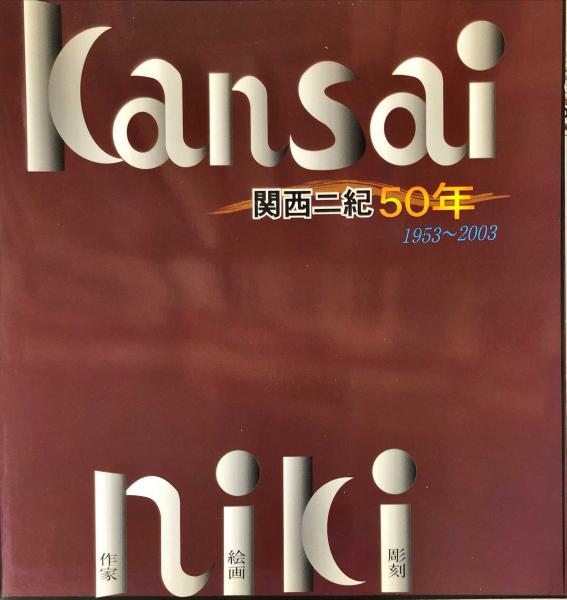 Kansai
関西二紀50年
1953~2003
niki
作家
絵画
彫刻